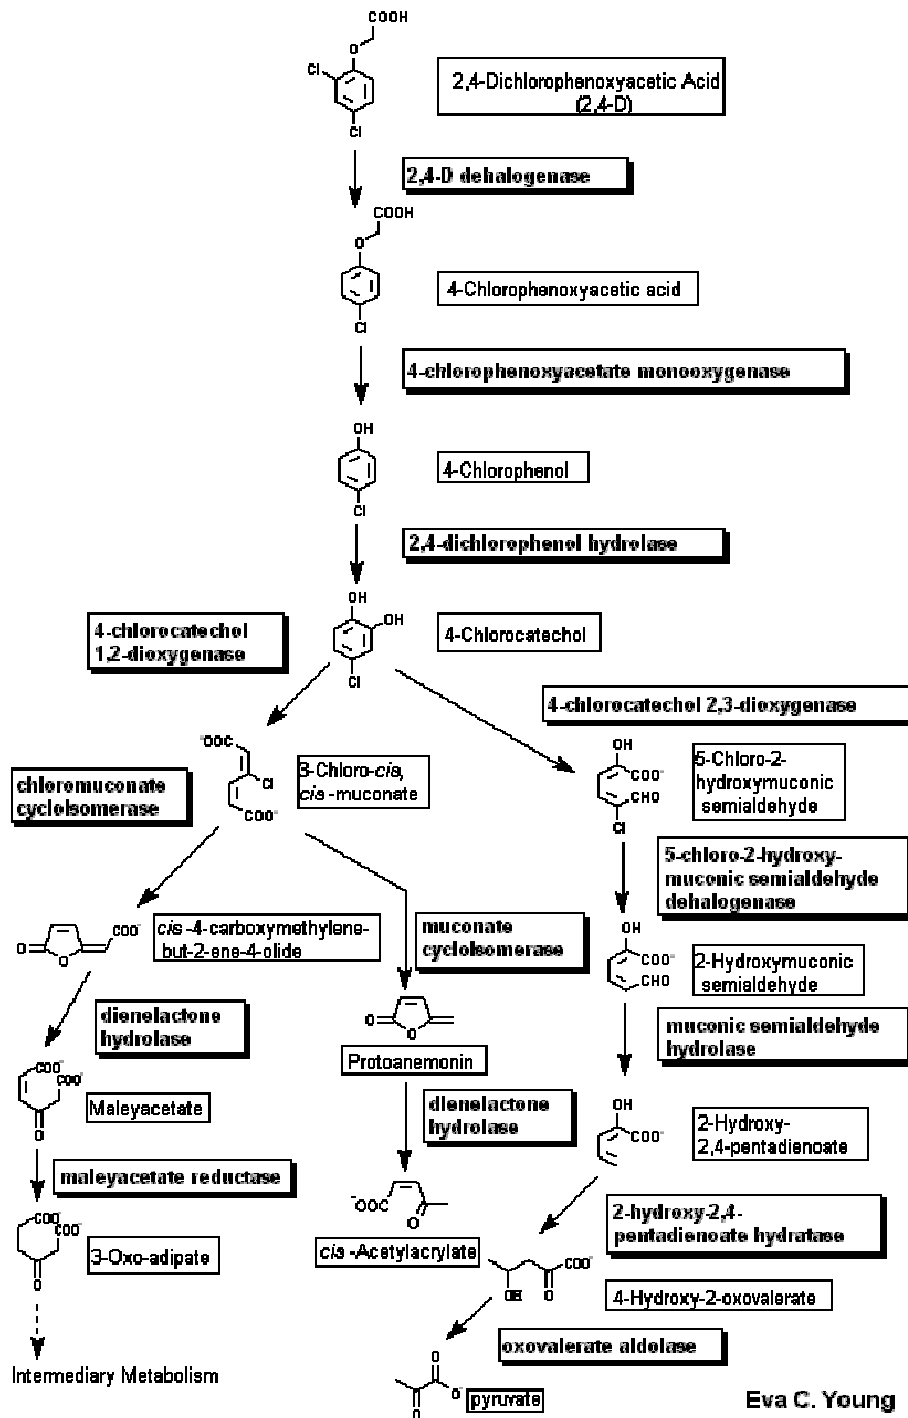 COOH
O
Cl
Cl
2,4-Dichlorophenoxyacetic Acid
(2,4-D)
2,4-D dehalogenase
COOH
O
Cl
4-Chlorophenoxyacetic acid
4-chlorophenoxyacetate monooxygenase
OH
Cl
4-Chlorophenol
2,4-dichlorophenol hydrolase
OH
OH
Cl
4-Chlorocatechol
4-chlorocatechol
1,2-dioxygenase
4-chlorocatechol 2,3-dioxygenase
-OOC
Cl
COO-
3-Chloro-cis,
cis-muconate
OH
COO-
CHO
Cl
5-Chloro-2-
hydroxymuconic
semialdehyde
chloromuconate
cycloisomerase
5-chloro-2-hydroxy-
muconic semialdehyde
dehalogenase
O
O
COO-
cis-4-carboxymethylene-
but-2-ene-4-olide
muconate
cycloisomerase
OH
COO-
CHO
2-Hydroxymuconic
semialdehyde
dienelactone
hydrolase
O
O
Protoanemonin
muconic semialdehyde
hydrolase
COO-
COO-
O
Maleyacetate
dienelactone
hydrolase
OH
COO-
2-Hydroxy-
2,4-pentadienoate
maleyacetate reductase
-OOC
O
cis-Acetylacrylate
2-hydroxy-2,4-
pentadienoate hydratase
COO-
COO-
O
3-Oxo-adipate
OH
O
COO-
4-Hydroxy-2-oxovalerate
oxovalerate aldolase
Intermediary Metabolism
O
O-
O
pyruvate
Eva C. Young